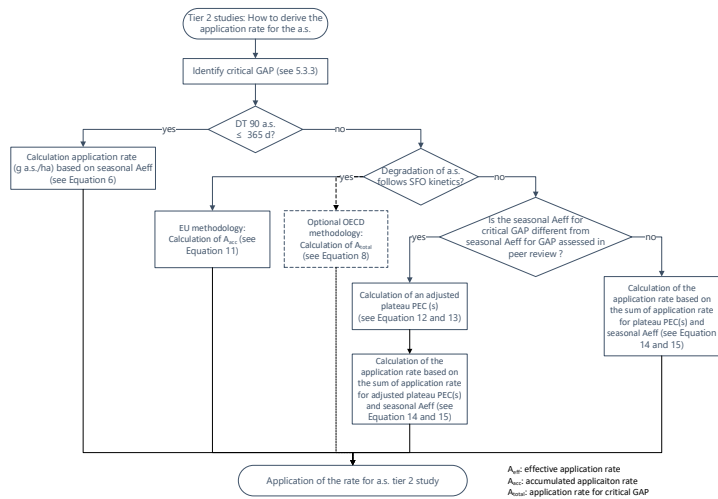 Tier 2 studies: How to derive the
application rate for the a.s.
Identify critical GAP (see 5.3.3)
DT 90 a.s.
≤ 365 d?
yes
no
Calculation application rate
(g a.s./ha) based on seasonal Aeff
(see Equation 6)
Degradation of a.s.
follows SFO kinetics?
yes
no
EU methodology:
Calculation of Aacc (see
Equation 11)
Optional OECD
methodology:
Calculation of Atotal
(see Equation 8)
Is the seasonal Aeff for
critical GAP different from
seasonal Aeff for GAP assessed in
peer review ?
yes
no
Calculation of an adjusted
plateau PEC (s)
(see Equation 12 and 13)
Calculation of the
application rate based on
the sum of application rate
for plateau PEC(s) and
seasonal Aeff (see Equation
14 and 15)
Calculation of the
application rate based on
the sum of application rate
for adjusted plateau PEC(s)
and seasonal Aeff (see
Equation 14 and 15)
Application of the rate for a.s. tier 2 study
Aeff: effective application rate
Aacc: accumulated applicaiton rate
Atotal: application rate for critical GAP